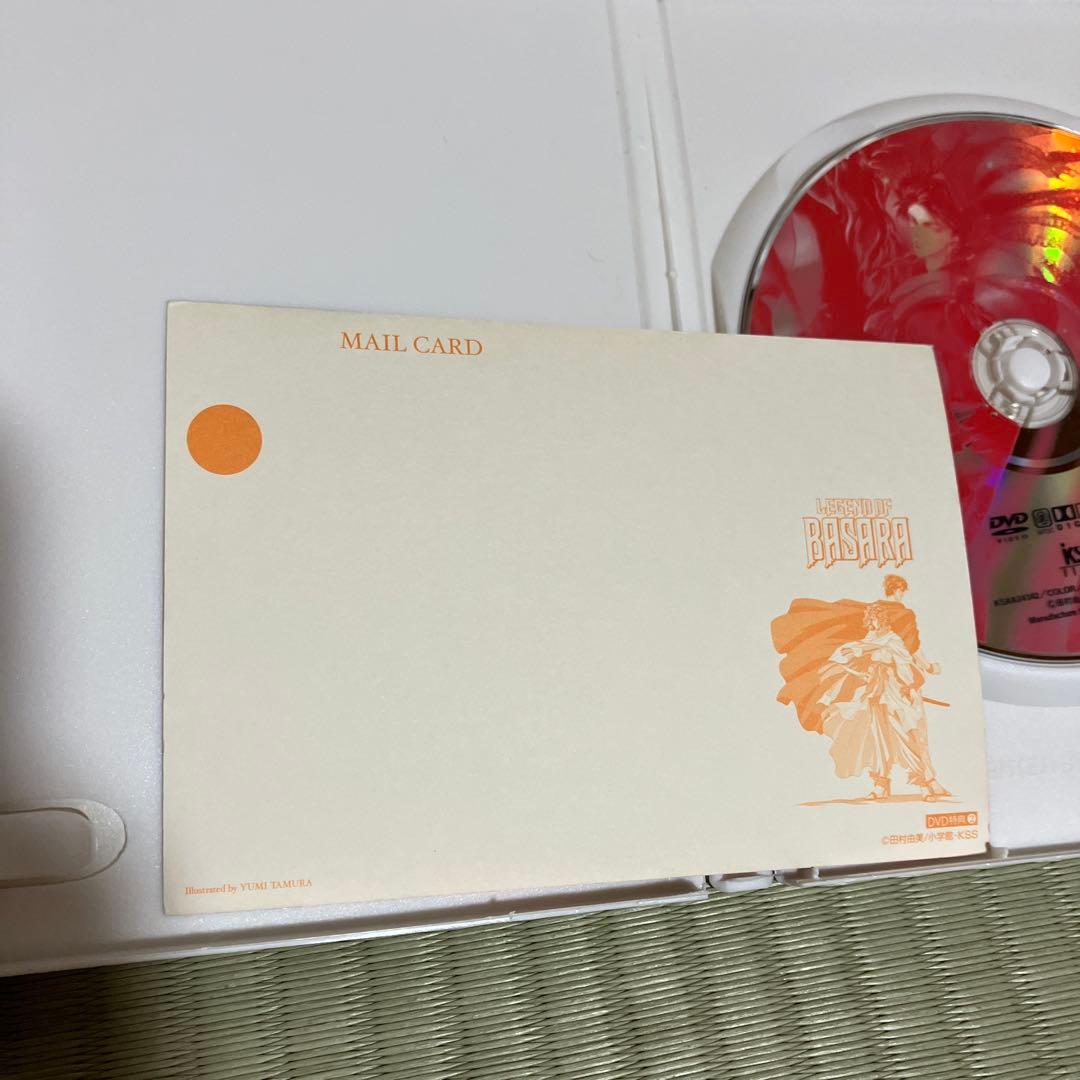 MAIL CARD
LEGEND OF
BASARA
DVD特典 2
©田村由美/小学館・KSS
Illustrated by YUMI TAMURA
DVD
VIDEO